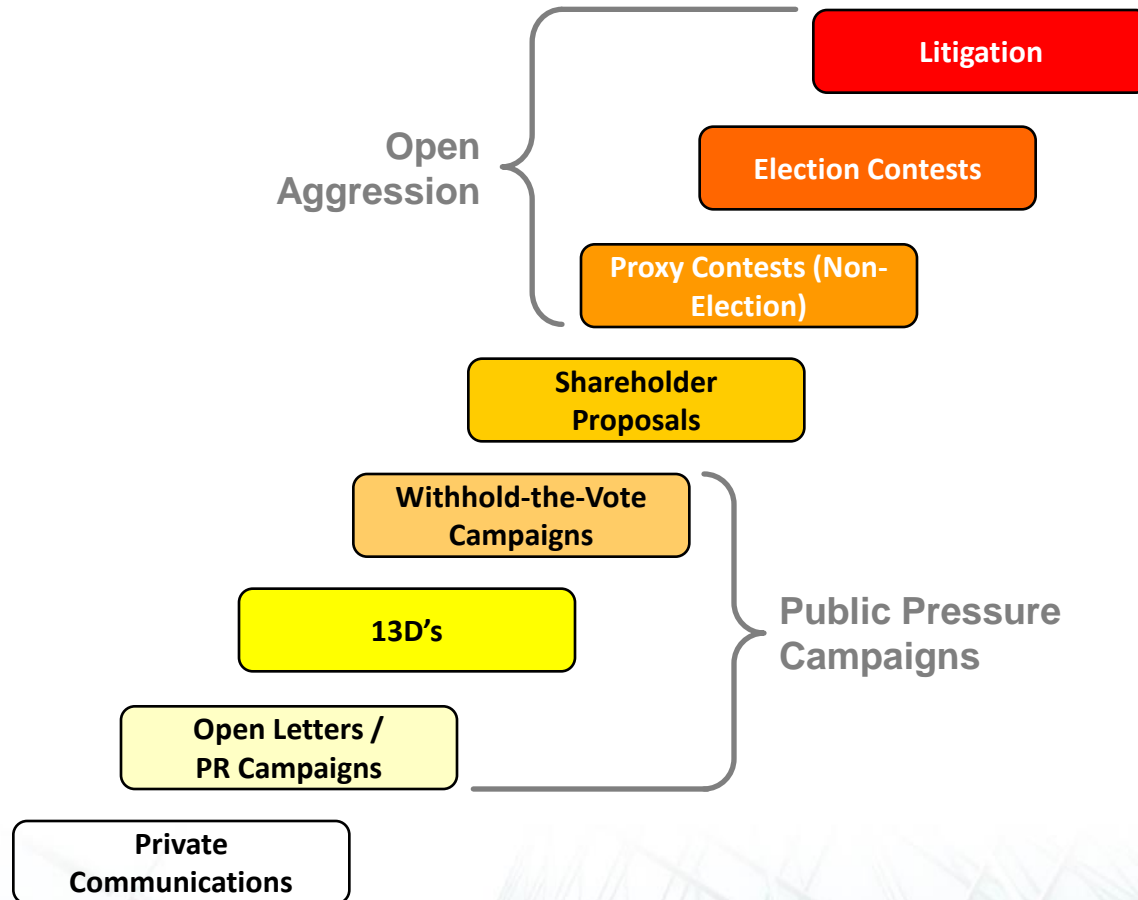 Litigation
Open
Aggression
Election Contests
Proxy Contests (Non-
Election)
Shareholder
Proposals
Withhold-the-Vote
Campaigns
13D’s
Public Pressure
Campaigns
Open Letters /
PR Campaigns
Private
Communications